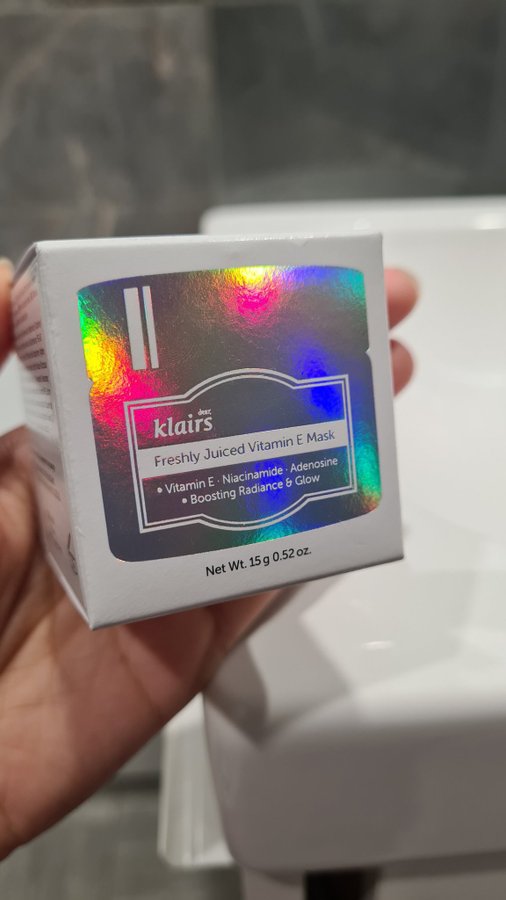 dear,
klairs
Freshly Juiced Vitamin E Mask
• Vitamin E · Niacinamide · Adenosine
• Boosting Radiance & Glow
Net Wt. 15 g 0.52 oz.